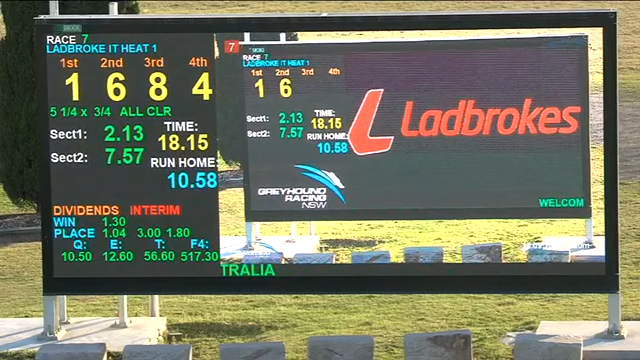 RACE 7
LADBROKE IT HEAT 1
1st 2nd 3rd 4th
1 6 8 4
5 1/4 x 3/4 ALL CLR
Sect1: 2.13
Sect2: 7.57
TIME:
18.15
RUN HOME:
10.58
DIVIDENDS INTERIM
WIN 1.30
PLACE 1.04 3.00 1.80
Q: E: T: F4:
10.50 12.60 56.60 517.30
7
RACE 7
LADBROKE IT HEAT 1
1st 2nd 3rd 4th
1 6
Sect1: 2.13
Sect2: 7.57
TIME:
18.15
RUN HOME:
10.58
Ladbrokes
GREYHOUND
RACING
NSW
WELCOM
TRALIA